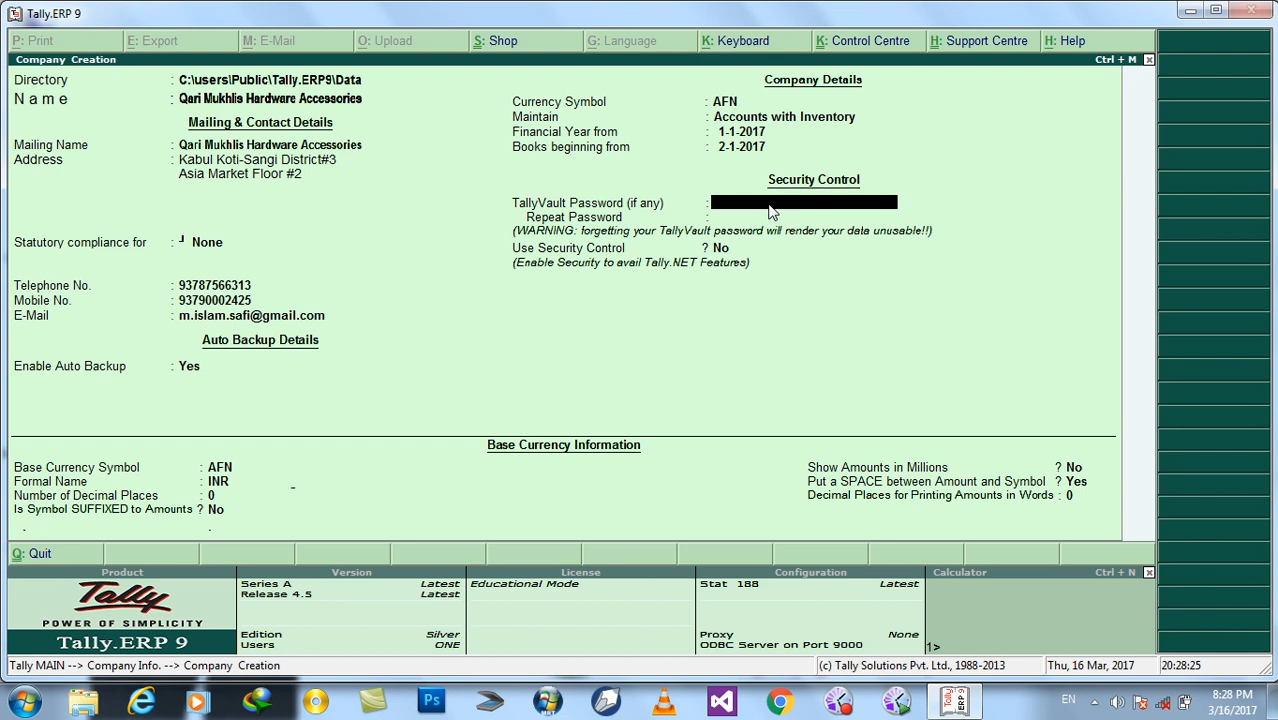 Tally.ERP 9
P: Print E: Export M: E-Mail O: Upload S: Shop G: Language K: Keyboard K: Control Centre H: Support Centre H: Help
Company Creation Ctrl + M
Directory : C:\users\Public\Tally.ERP9\Data
Name : Qari Mukhlis Hardware Accessories
Mailing & Contact Details
Mailing Name : Qari Mukhlis Hardware Accessories
Address : Kabul Koti-Sangi District#3
Asia Market Floor #2
Statutory compliance for : ┘ None
Telephone No. : 93787566313
Mobile No. : 93790002425
E-Mail : m.islam.safi@gmail.com
Auto Backup Details
Enable Auto Backup : Yes
Company Details
Currency Symbol : AFN
Maintain : Accounts with Inventory
Financial Year from : 1-1-2017
Books beginning from : 2-1-2017
Security Control
TallyVault Password (if any) :
Repeat Password :
(WARNING: forgetting your TallyVault password will render your data unusable!!)
Use Security Control ? No
(Enable Security to avail Tally.NET Features)
Base Currency Information
Base Currency Symbol : AFN
Formal Name : INR
Number of Decimal Places : 0
Is Symbol SUFFIXED to Amounts ? No
Show Amounts in Millions ? No
Put a SPACE between Amount and Symbol ? Yes
Decimal Places for Printing Amounts in Words : 0
Q: Quit
Product
Tally
POWER OF SIMPLICITY
Tally.ERP 9
Version
Series A Latest
Release 4.5 Latest
Edition Silver
Users ONE
License
Educational Mode
Configuration
Stat 188 Latest
Proxy None
ODBC Server on Port 9000
Calculator Ctrl + N
1>
Tally MAIN --> Company Info. --> Company Creation (c) Tally Solutions Pvt. Ltd., 1988-2013 Thu, 16 Mar, 2017 20:28:25
Ps
EN
8:28 PM
3/16/2017